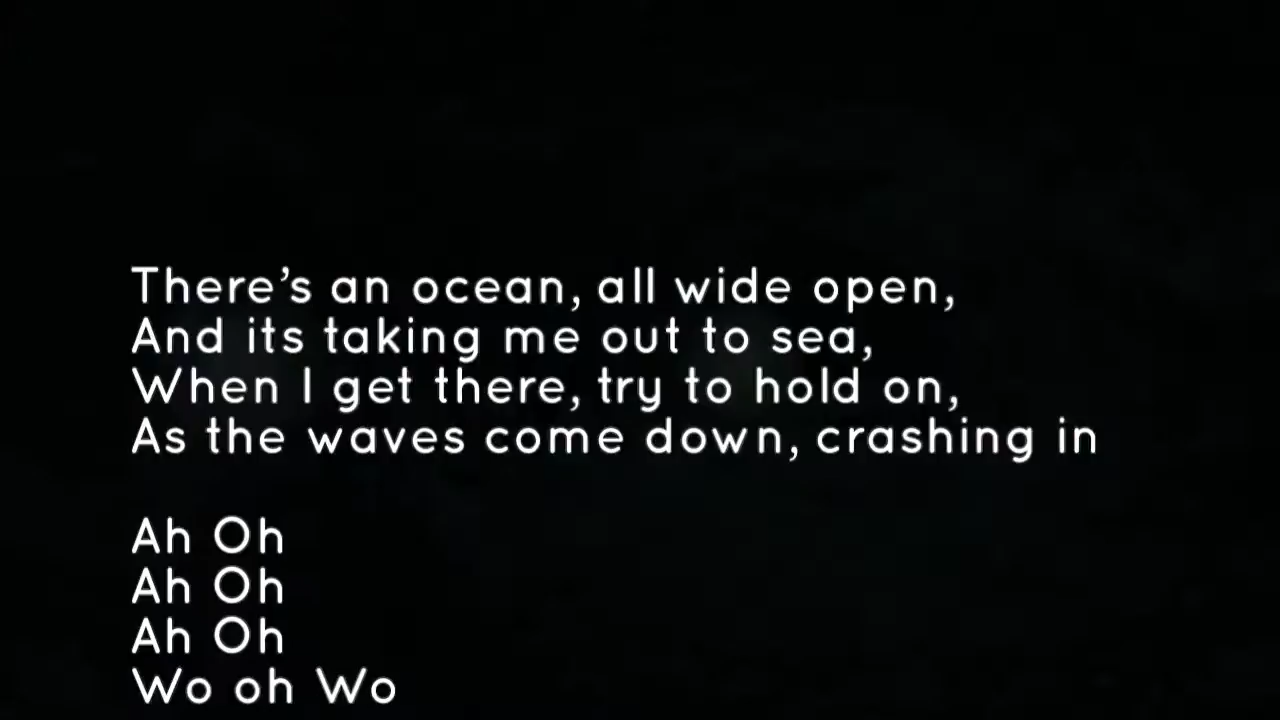 There's an ocean, all wide open,
And its taking me out to sea,
When I get there, try to hold on,
As the waves come down, crashing in
Ah Oh
Ah Oh
Ah Oh
Wo oh Wo